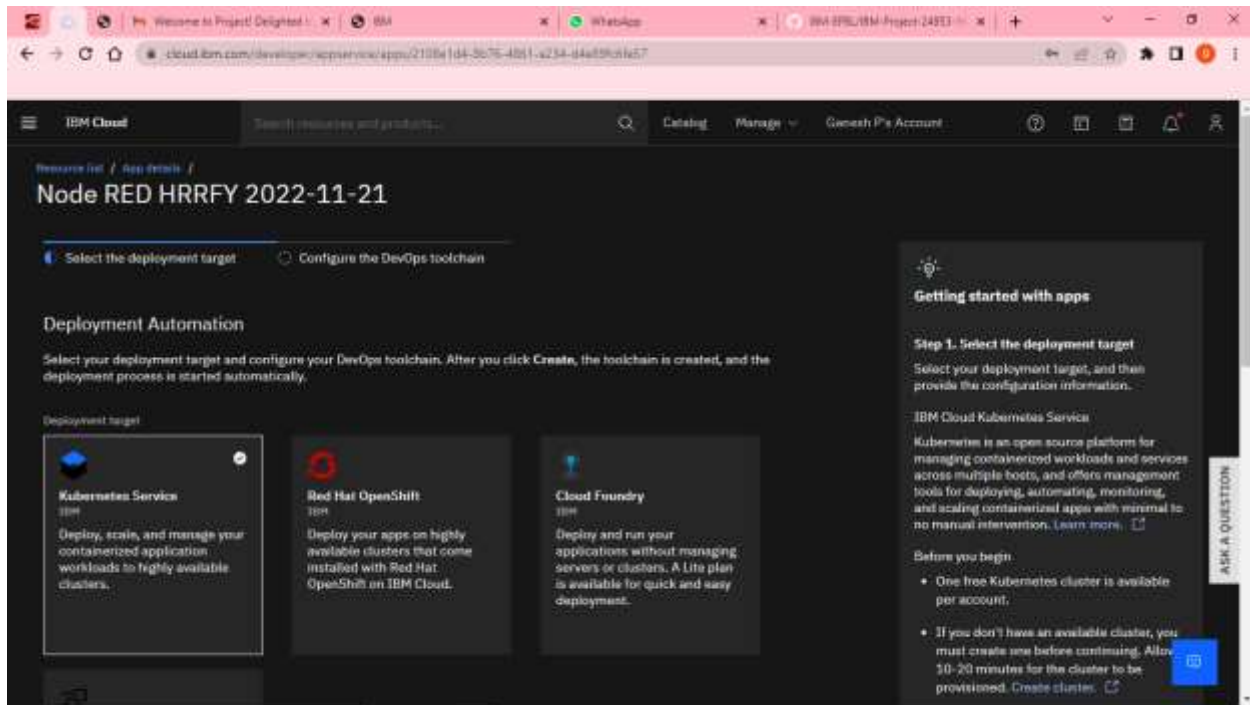 Welcome to Project! Delighted
IBM
WhatsApp
cloud.ibm.com/developer/appservice/apps/
IBM Cloud
Search resources and products...
Catalog
Manage
Ganesh P's Account
Resource list / App details /
Node RED HRRFY 2022-11-21
Select the deployment target
Configure the DevOps toolchain
Deployment Automation
Select your deployment target and configure your DevOps toolchain. After you click Create, the toolchain is created, and the
deployment process is started automatically.
Deployment target
Kubernetes Service
IBM
Deploy, scale, and manage your
containerized application
workloads to highly available
clusters.
Red Hat OpenShift
IBM
Deploy your apps on highly
available clusters that come
installed with Red Hat
OpenShift on IBM Cloud.
Cloud Foundry
IBM
Deploy and run your
applications without managing
servers or clusters. A Lite plan
is available for quick and easy
deployment.
Getting started with apps
Step 1. Select the deployment target
Select your deployment target, and then
provide the configuration information.
IBM Cloud Kubernetes Service
Kubernetes is an open source platform for
managing containerized workloads and services
across multiple hosts, and offers management
tools for deploying, automating, monitoring,
and scaling containerized apps with minimal to
no manual intervention. Learn more.
Before you begin
• One free Kubernetes cluster is available
per account.
• If you don't have an available cluster, you
must create one before continuing. Allow
10-20 minutes for the cluster to be
provisioned. Create cluster.
ASK A QUESTION